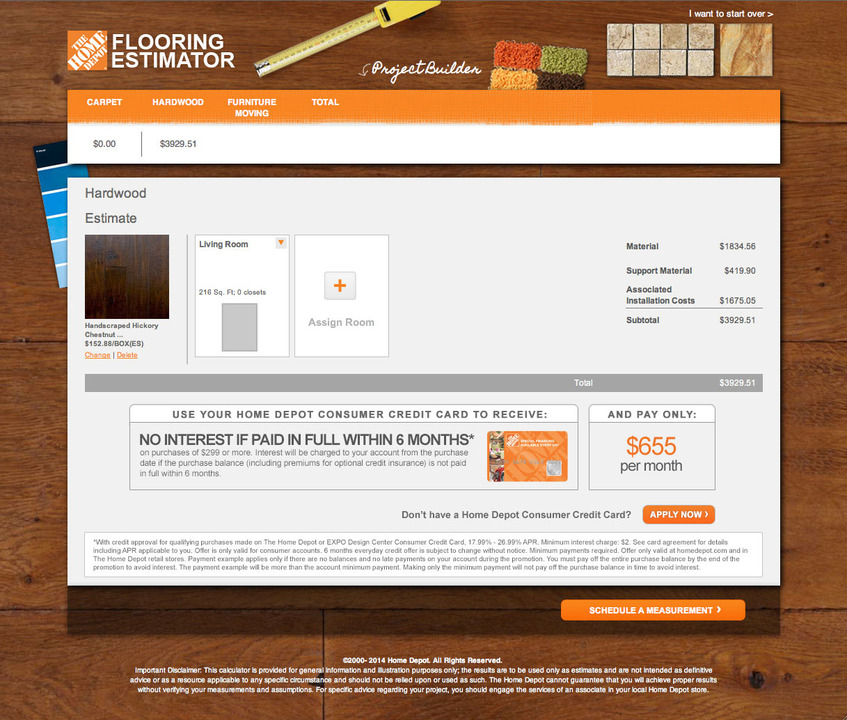 I want to start over >
THE HOME DEPOT
FLOORING
ESTIMATOR
ProjectBuilder
CARPET HARDWOOD FURNITURE MOVING TOTAL
$0.00 $3929.51
Hardwood
Estimate
Living Room
216 Sq. Ft; 0 closets
+
Assign Room
Handscraped Hickory
Chestnut ...
$152.88/BOX(ES)
Change | Delete
Material $1834.56
Support Material $419.90
Associated
Installation Costs $1675.05
Subtotal $3929.51
Total $3929.51
USE YOUR HOME DEPOT CONSUMER CREDIT CARD TO RECEIVE:
NO INTEREST IF PAID IN FULL WITHIN 6 MONTHS*
on purchases of $299 or more. Interest will be charged to your account from the purchase
date if the purchase balance (including premiums for optional credit insurance) is not paid
in full within 6 months.
AND PAY ONLY:
$655
per month
Don't have a Home Depot Consumer Credit Card? APPLY NOW ›
*With credit approval for qualifying purchases made on The Home Depot or EXPO Design Center Consumer Credit Card, 17.99% - 26.99% APR. Minimum interest charge: $2. See card agreement for details
including APR applicable to you. Offer is only valid for consumer accounts. 6 months everyday credit offer is subject to change without notice. Minimum payments required. Offer only valid at homedepot.com and in
The Home Depot retail stores. Payment example applies only if there are no balances and no late payments on your account during the promotion. You must pay off the entire purchase balance by the end of the
promotion to avoid interest. The payment example will be more than the account minimum payment. Making only the minimum payment will not pay off the purchase balance in time to avoid interest.
SCHEDULE A MEASUREMENT ›
©2000- 2014 Home Depot. All Rights Reserved.
Important Disclaimer: This calculator is provided for general information and illustration purposes only; the results are to be used only as estimates and are not intended as definitive
advice or as a resource applicable to any specific circumstance and should not be relied upon or used as such. The Home Depot cannot guarantee that you will achieve proper results
without verifying your measurements and assumptions. For specific advice regarding your project, you should engage the services of an associate in your local Home Depot store.